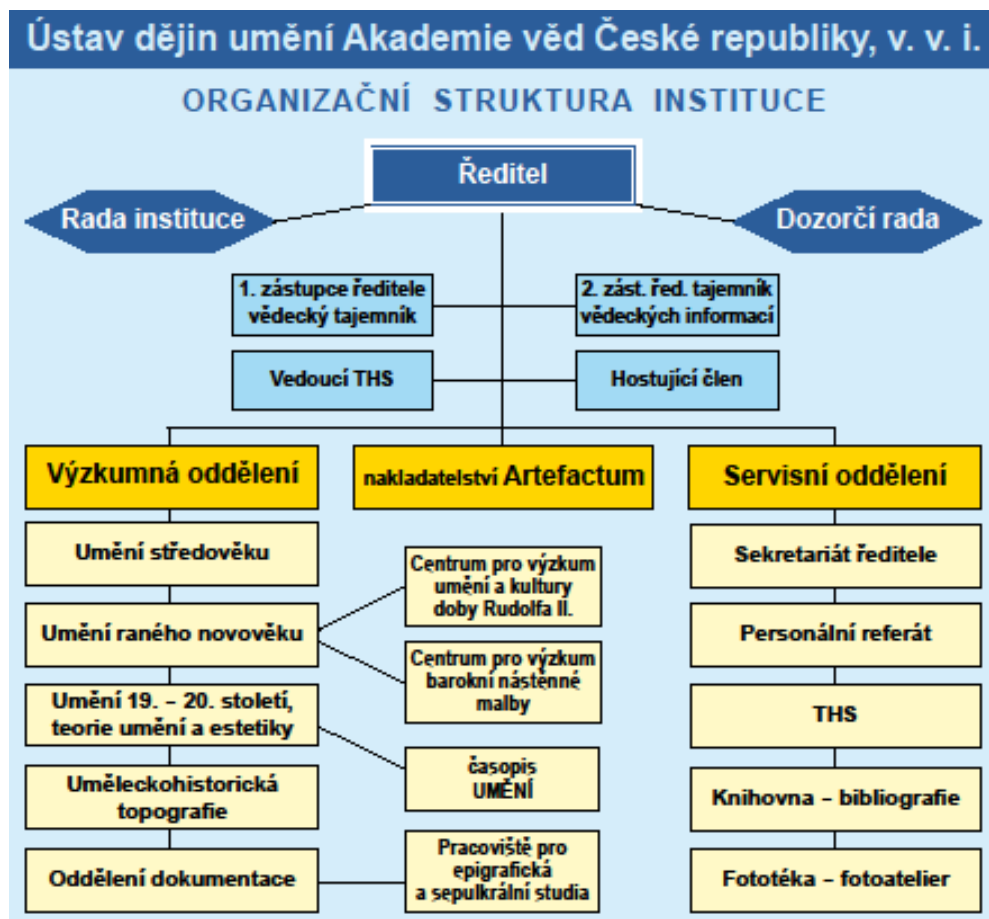 Ústav dějin umění Akademie věd České republiky, v. v. i.
ORGANIZAČNÍ STRUKTURA INSTITUCE
Ředitel
Rada instituce
Dozorčí rada
1. zástupce ředitele
vědecký tajemník
2. zást. řed. tajemník
vědeckých informací
Vedoucí THS
Hostující člen
Výzkumná oddělení
nakladatelství Artefactum
Servisní oddělení
Umění středověku
Umění raného novověku
Umění 19. – 20. století,
teorie umění a estetiky
Uměleckohistorická
topografie
Oddělení dokumentace
Centrum pro výzkum
umění a kultury
doby Rudolfa II.
Centrum pro výzkum
barokní nástěnné
malby
časopis
UMĚNÍ
Pracoviště pro
epigrafická
a sepulkrální studia
Sekretariát ředitele
Personální referát
THS
Knihovna – bibliografie
Fototéka – fotoatelier